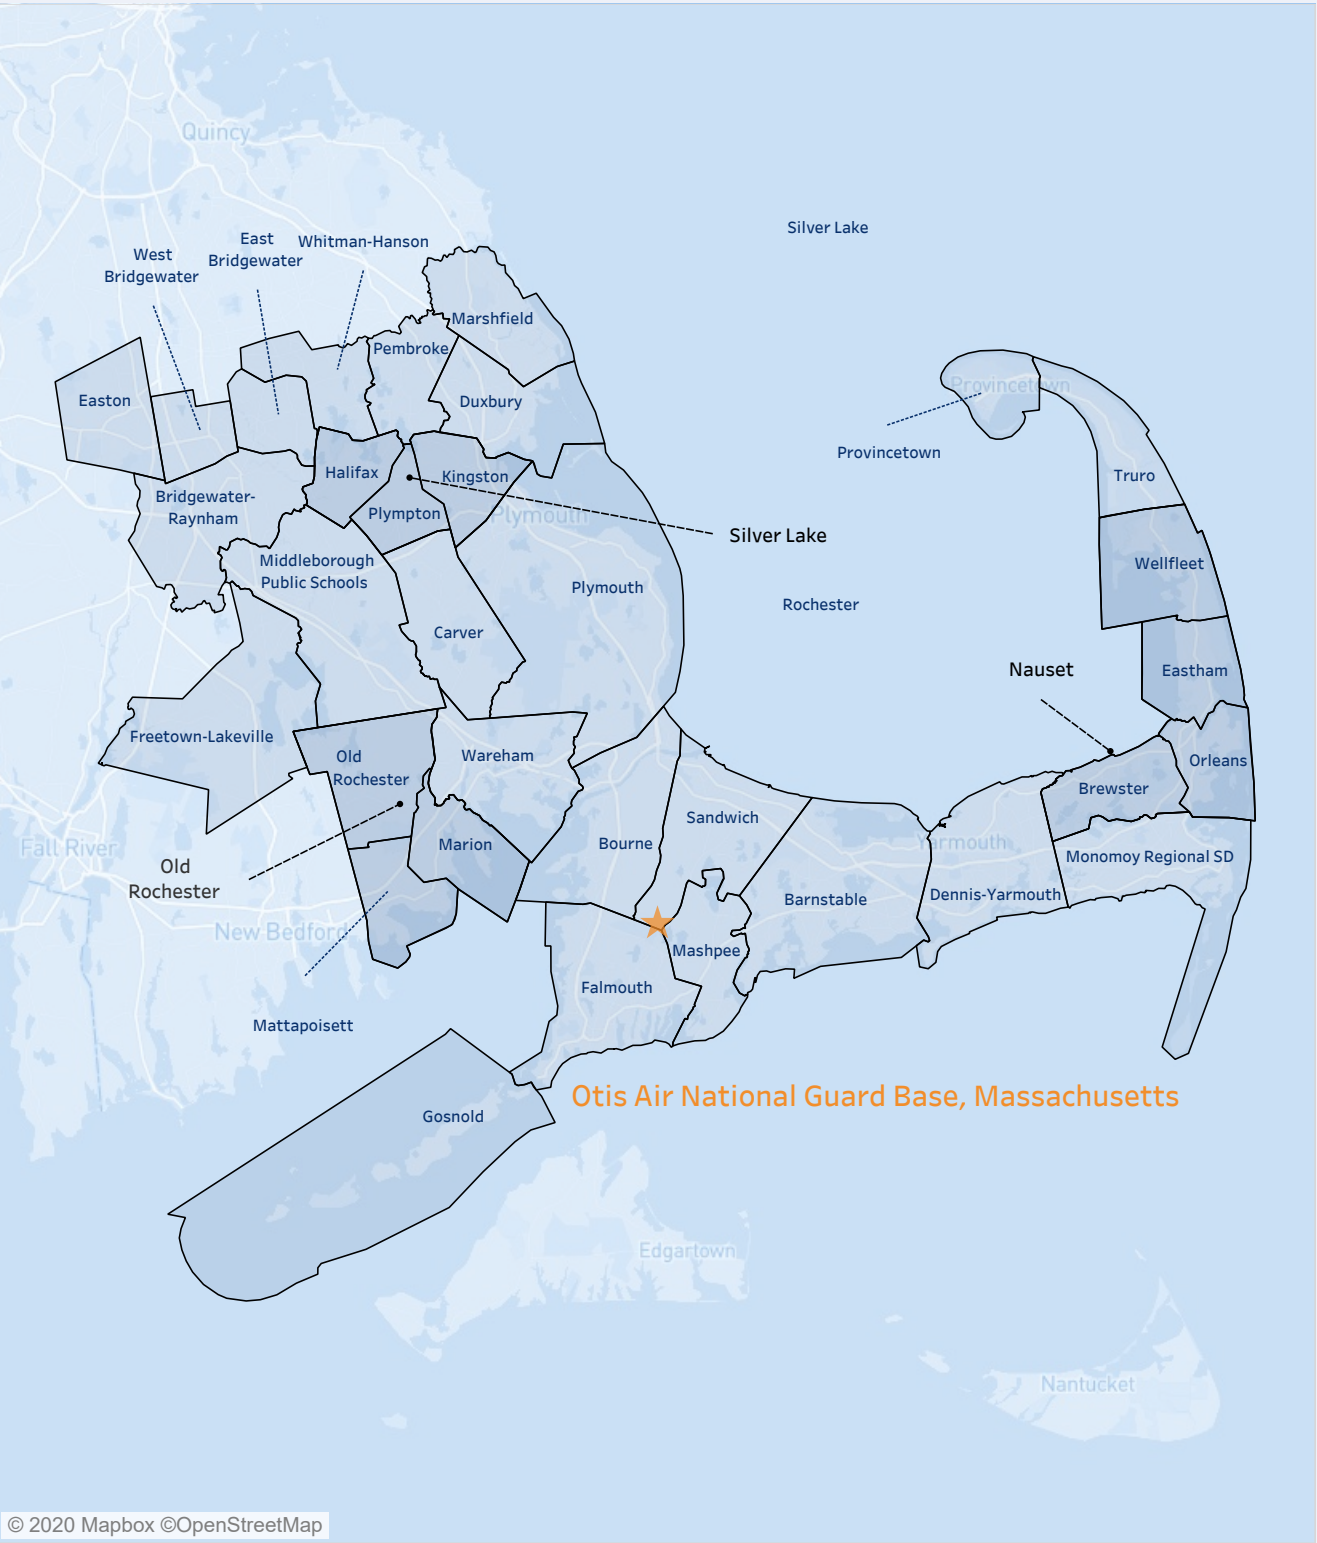 Quincy
Silver Lake
East
Bridgewater
Whitman-Hanson
West
Bridgewater
Marshfield
Pembroke
Provincetown
Easton
Duxbury
Provincetown
Halifax
Kingston
Truro
Bridgewater-
Raynham
Plympton
Plymouth
Silver Lake
Middleborough
Public Schools
Wellfleet
Plymouth
Rochester
Carver
Nauset
Eastham
Freetown-Lakeville
Old
Rochester
Wareham
Orleans
Brewster
Sandwich
Fall River
Marion
Bourne
Yarmouth
Monomoy Regional SD
Old
Rochester
Barnstable
Dennis-Yarmouth
New Bedford
Mashpee
Falmouth
Mattapoisett
Otis Air National Guard Base, Massachusetts
Gosnold
Edgartown
Nantucket
© 2020 Mapbox ©OpenStreetMap